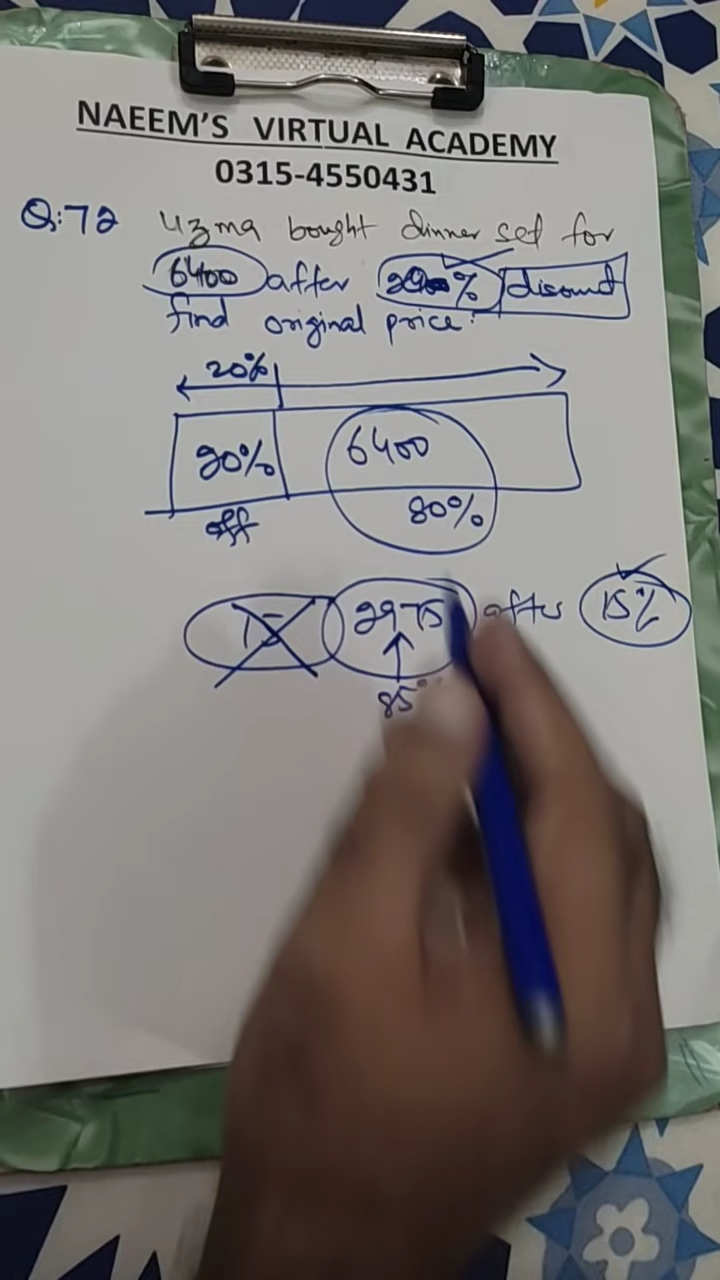 NAEEM'S VIRTUAL ACADEMY
0315-4550431
Q:72 Uzma bought dinner set for
6400 after 20% discount
find original price.
20%
20% 6400
off 80%
15 2975 after 15%
85%